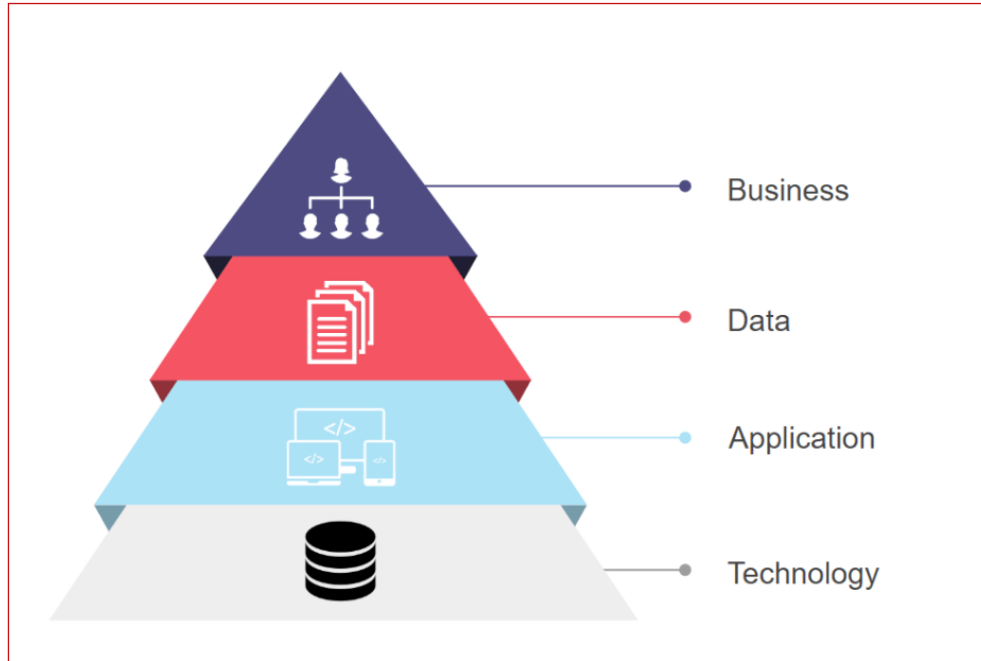 Business
Data
</>
</>
</>
Application
Technology